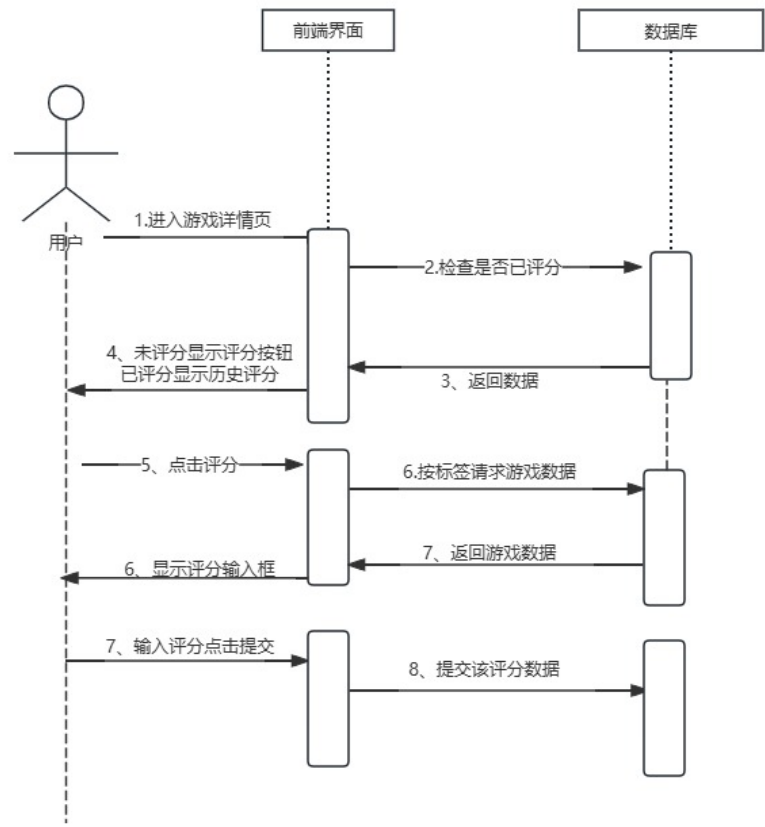 前端界面
数据库
用户
1.进入游戏详情页
2.检查是否已评分
3、返回数据
4、未评分显示评分按钮
已评分显示历史评分
5、点击评分
6.按标签请求游戏数据
7、返回游戏数据
6、显示评分输入框
7、输入评分点击提交
8、提交该评分数据